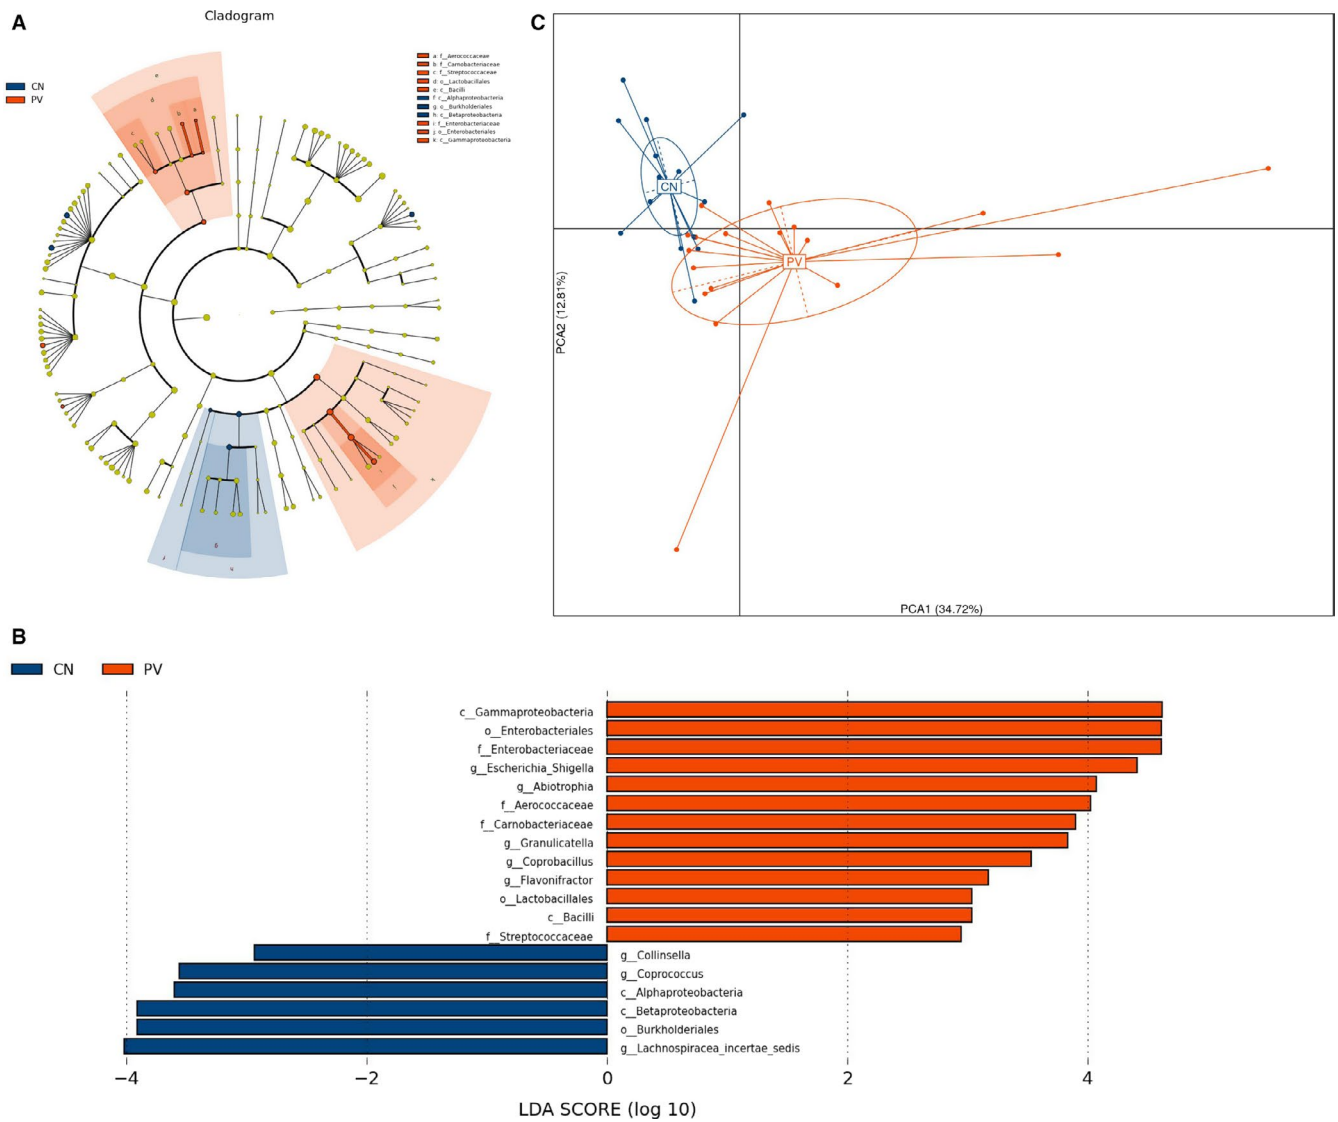 A
Cladogram
CN
PV
a: f__Aerococcaceae
b: f__Carnobacteriaceae
c: f__Streptococcaceae
d: o__Lactobacillales
e: c__Bacilli
f: c__Alphaproteobacteria
g: o__Burkholderiales
h: c__Betaproteobacteria
i: f__Enterobacteriaceae
j: o__Enterobacteriales
k: c__Gammaproteobacteria
C
CN
PV
PCA2 (12.81%)
PCA1 (34.72%)
B
CN
PV
c__Gammaproteobacteria
o__Enterobacteriales
f__Enterobacteriaceae
g__Escherichia_Shigella
g__Abiotrophia
f__Aerococcaceae
f__Carnobacteriaceae
g__Granulicatella
g__Coprobacillus
g__Flavonifractor
o__Lactobacillales
c__Bacilli
f__Streptococcaceae
g__Collinsella
g__Coprococcus
c__Alphaproteobacteria
c__Betaproteobacteria
o__Burkholderiales
g__Lachnospiracea_incertae_sedis
−4
−2
0
2
4
LDA SCORE (log 10)